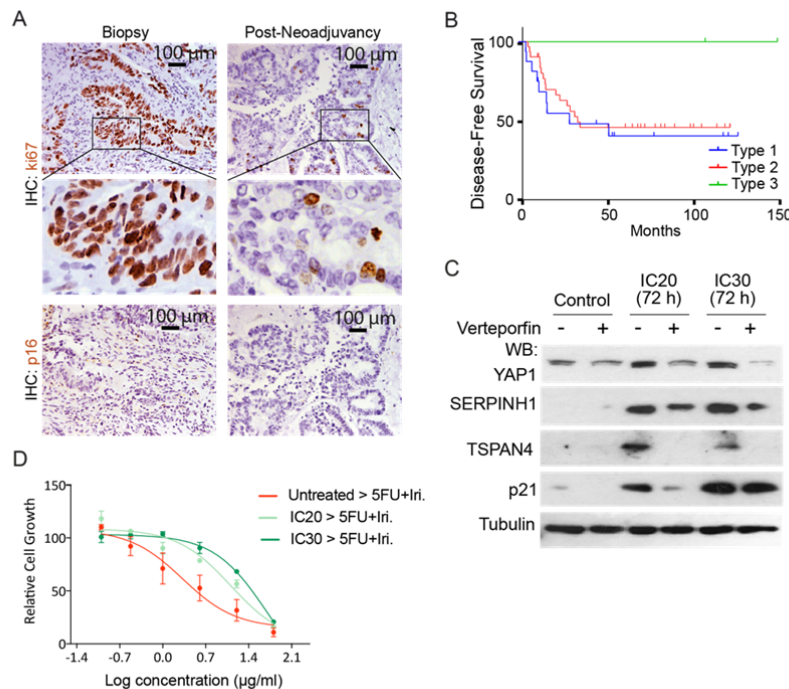 A
Biopsy
Post-Neoadjuvancy
100 µm
100 µm
IHC: ki67
100 µm
100 µm
IHC: p16
B
Disease-Free Survival
100
50
0
0
50
100
150
Months
Type 1
Type 2
Type 3
C
Control
IC20
(72 h)
IC30
(72 h)
Verteporfin - + - + - +
WB:
YAP1
SERPINH1
TSPAN4
p21
Tubulin
D
Relative Cell Growth
150
100
50
0
-1.4 -0.7 0.0 0.7 1.4 2.1
Log concentration (µg/ml)
Untreated > 5FU+Iri.
IC20 > 5FU+Iri.
IC30 > 5FU+Iri.